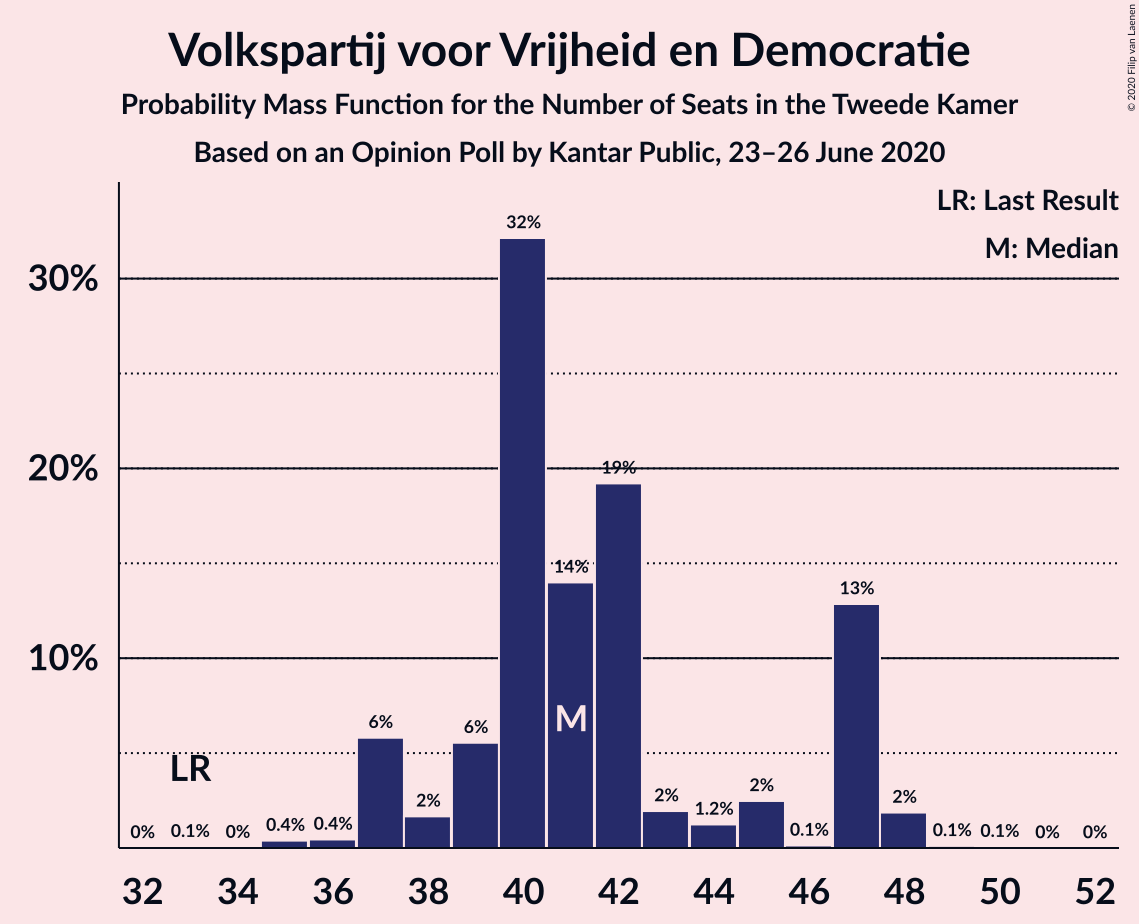 Volkspartij voor Vrijheid en Democratie
Probability Mass Function for the Number of Seats in the Tweede Kamer
Based on an Opinion Poll by Kantar Public, 23–26 June 2020
© 2020 Filip van Laenen
LR: Last Result
M: Median
30%
20%
10%
0%
0.1%
0%
0.4%
0.4%
6%
2%
6%
32%
14%
19%
2%
1.2%
2%
0.1%
13%
2%
0.1%
0.1%
0%
0%
LR
M
32 34 36 38 40 42 44 46 48 50 52